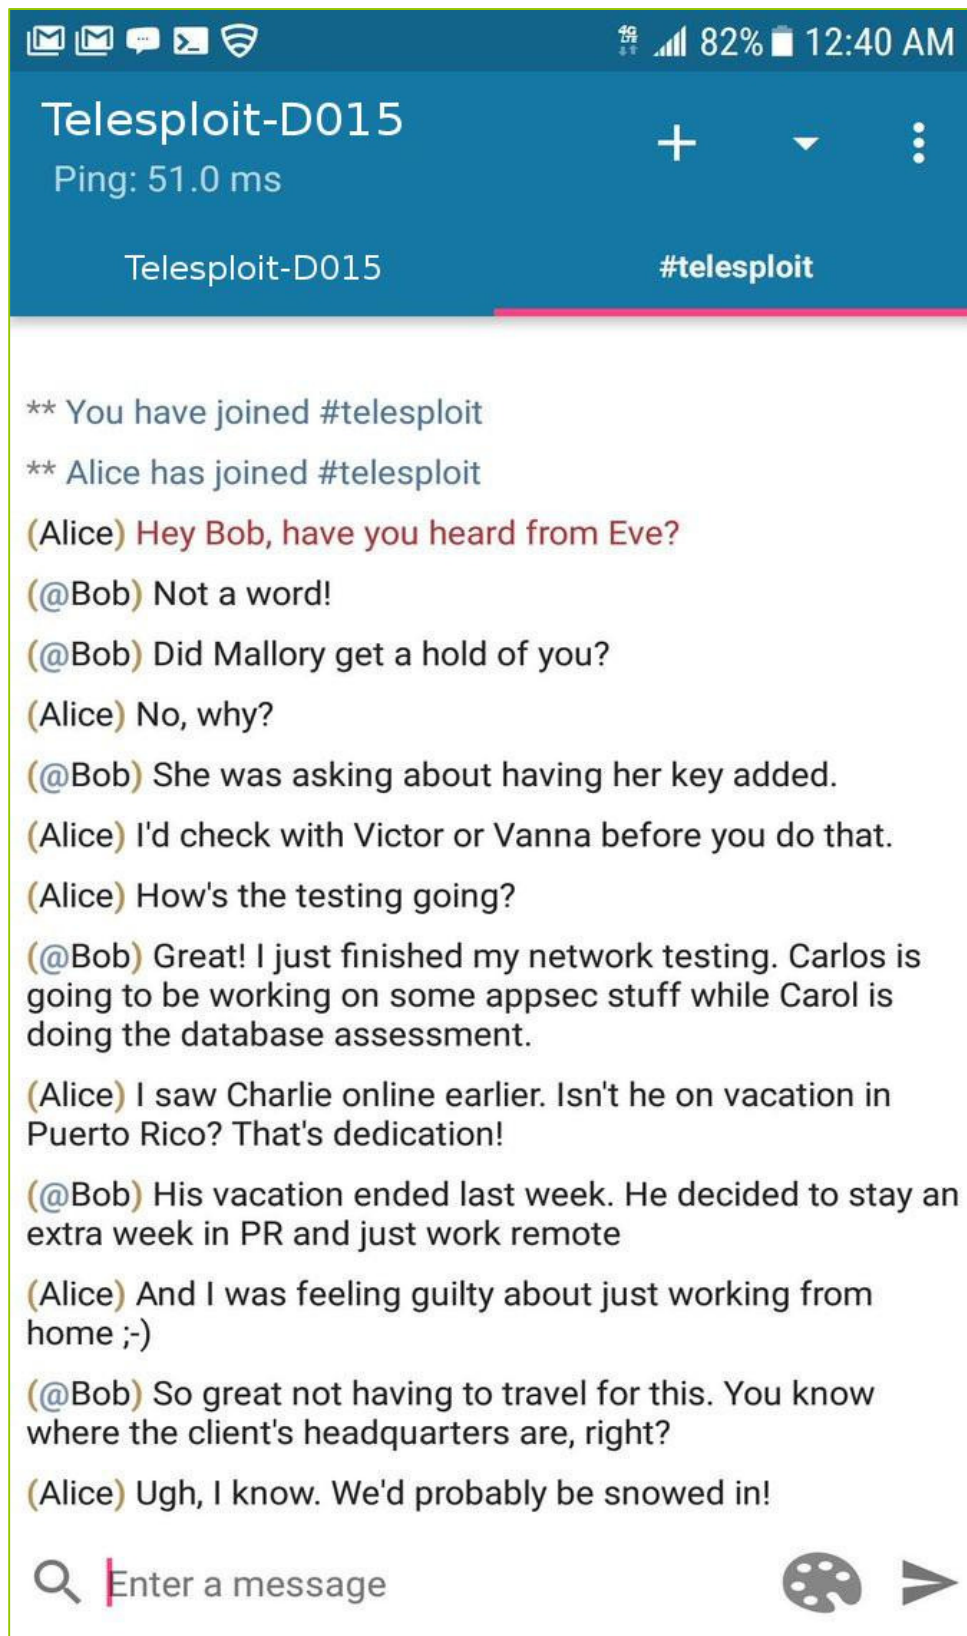 82% 12:40 AM
Telesploit-D015
Ping: 51.0 ms
Telesploit-D015 #telesploit
** You have joined #telesploit
** Alice has joined #telesploit
(Alice) Hey Bob, have you heard from Eve?
(@Bob) Not a word!
(@Bob) Did Mallory get a hold of you?
(Alice) No, why?
(@Bob) She was asking about having her key added.
(Alice) I'd check with Victor or Vanna before you do that.
(Alice) How's the testing going?
(@Bob) Great! I just finished my network testing. Carlos is
going to be working on some appsec stuff while Carol is
doing the database assessment.
(Alice) I saw Charlie online earlier. Isn't he on vacation in
Puerto Rico? That's dedication!
(@Bob) His vacation ended last week. He decided to stay an
extra week in PR and just work remote
(Alice) And I was feeling guilty about just working from
home ;-)
(@Bob) So great not having to travel for this. You know
where the client's headquarters are, right?
(Alice) Ugh, I know. We'd probably be snowed in!
Enter a message